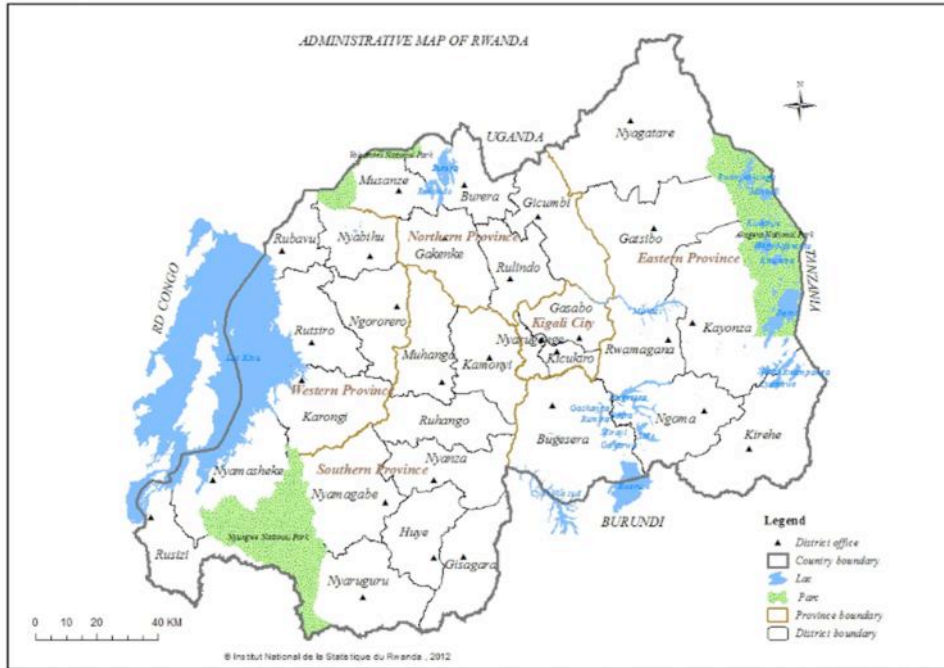 ADMINISTRATIVE MAP OF RWANDA
N
UGANDA
Nyagatare
Musanze
Burera
Gicumbi
Gatsibo
Rubavu
Nyabihu
Northern Province
Gakenke
Rulindo
Eastern Province
TANZANIA
RD CONGO
Ngororero
Gasabo
Kigali City
Kayonza
Rutsiro
Muhanga
Kamonyi
Kicukiro
Rwamagana
Western Province
Karongi
Ruhango
Bugesera
Ngoma
Kirehe
Nyamasheke
Southern Province
Nyanza
Nyamagabe
Huye
Gisagara
Nyungwe National Park
Rusizi
Nyaruguru
BURUNDI
Legend
District office
Country boundary
Lac
Parc
Province boundary
District boundary
0 10 20 40 KM
© Institut National de la Statistique du Rwanda , 2012